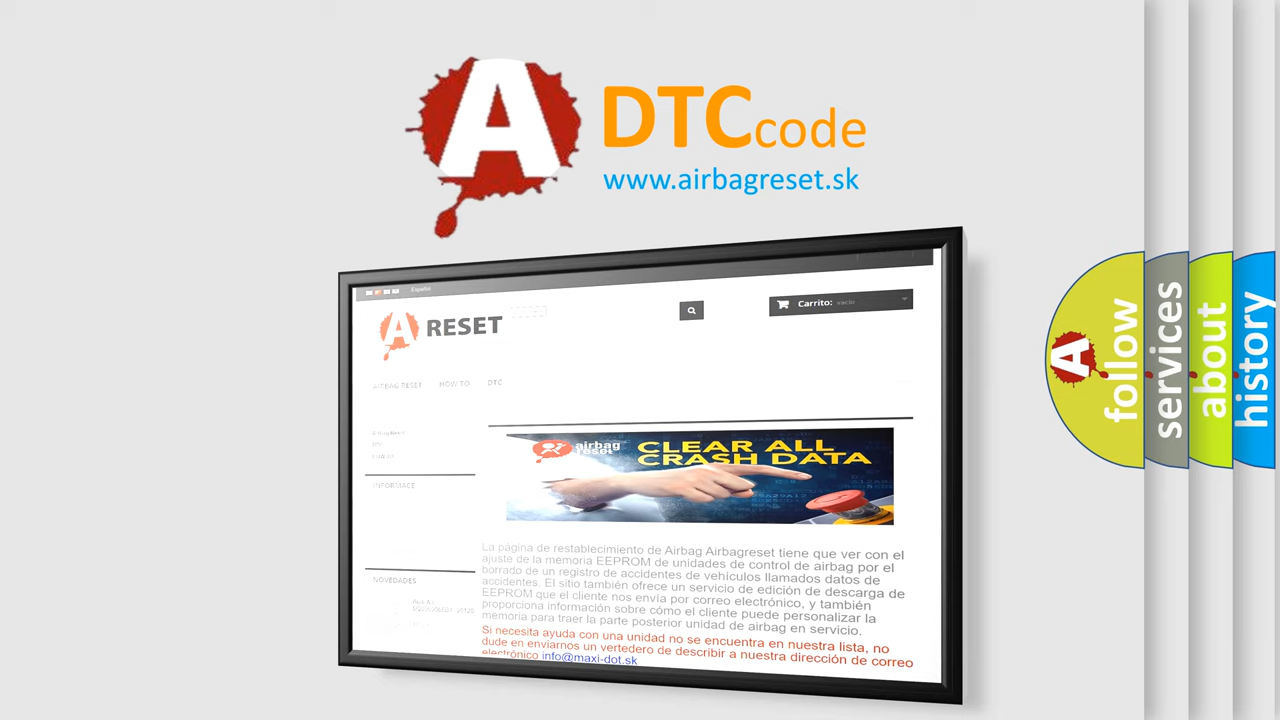 A
DTCcode
www.airbagreset.sk
Español
A RESET
Carrito: vacío
AIRBAG RESET HOW TO DTC
Airbag Reset
INFORMACE
airbag
reset
CLEAR ALL
CRASH DATA
La página de restablecimiento de Airbag Airbagreset tiene que ver con el
ajuste de la memoria EEPROM de unidades de control de airbag por el
borrado de un registro de accidentes de vehículos llamados datos de
accidentes. El sitio también ofrece un servicio de edición de descarga de
EEPROM que el cliente nos envía por correo electrónico, y también
proporciona información sobre cómo el cliente puede personalizar la
memoria para traer la parte posterior unidad de airbag en servicio.
Si necesita ayuda con una unidad no se encuentra en nuestra lista, no
dude en enviarnos un vertedero de describir a nuestra dirección de correo
electrónico info@maxi-dot.sk
NOVEDADES
A
follow
services
about
history